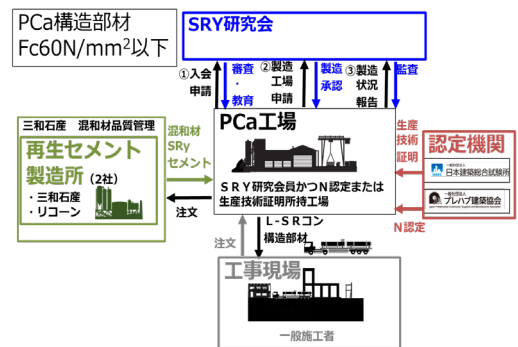 PCa構造部材
Fc60N/mm2以下
SRY研究会
①入会
申請
審査
・
教育
②製造
工場
申請
製造
承認
③製造
状況
報告
監査
三和石産 混和材品質管理
再生セメント
製造所（2社）
・三和石産
・リコーン
混和材
SRy
セメント
注文
PCa工場
ＳＲＹ研究会員かつN認定または
生産技術証明所持工場
生産
技術
証明
N認定
認定機関
一般財団法人
日本建築総合試験所
一般社団法人
プレハブ建築協会
注文
L-SRコン
構造部材
工事現場
一般施工者